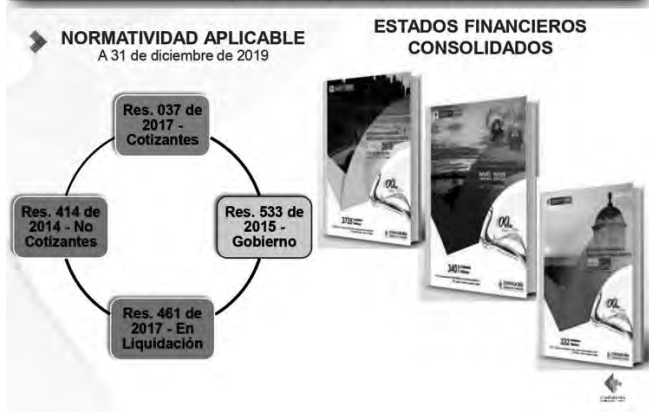 NORMATIVIDAD APLICABLE
A 31 de diciembre de 2019
ESTADOS FINANCIEROS
CONSOLIDADOS
Res. 037 de
2017 -
Cotizantes
Res. 414 de
2014 - No
Cotizantes
Res. 533 de
2015 -
Gobierno
Res. 461 de
2017 - En
Liquidación